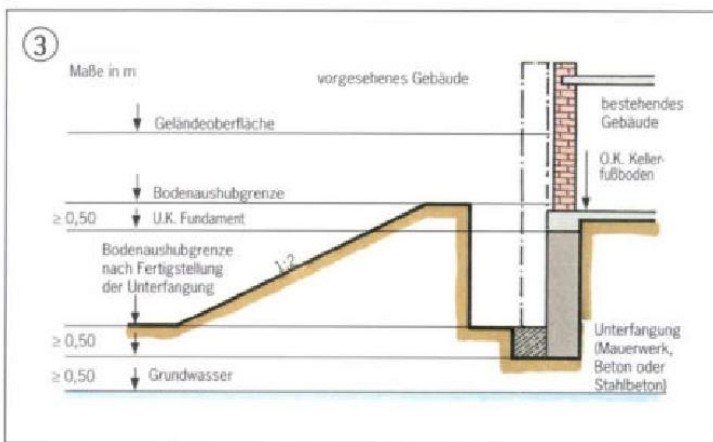 3
Maße in m
vorgesehenes Gebäude
bestehendes
Gebäude
Geländeoberfläche
O.K. Keller-
fußboden
Bodenaushubgrenze
≥ 0,50
U.K. Fundament
Bodenaushubgrenze
nach Fertigstellung
der Unterfangung
1:2
≥ 0,50
Unterfangung
(Mauerwerk,
Beton oder
Stahlbeton)
≥ 0,50
Grundwasser